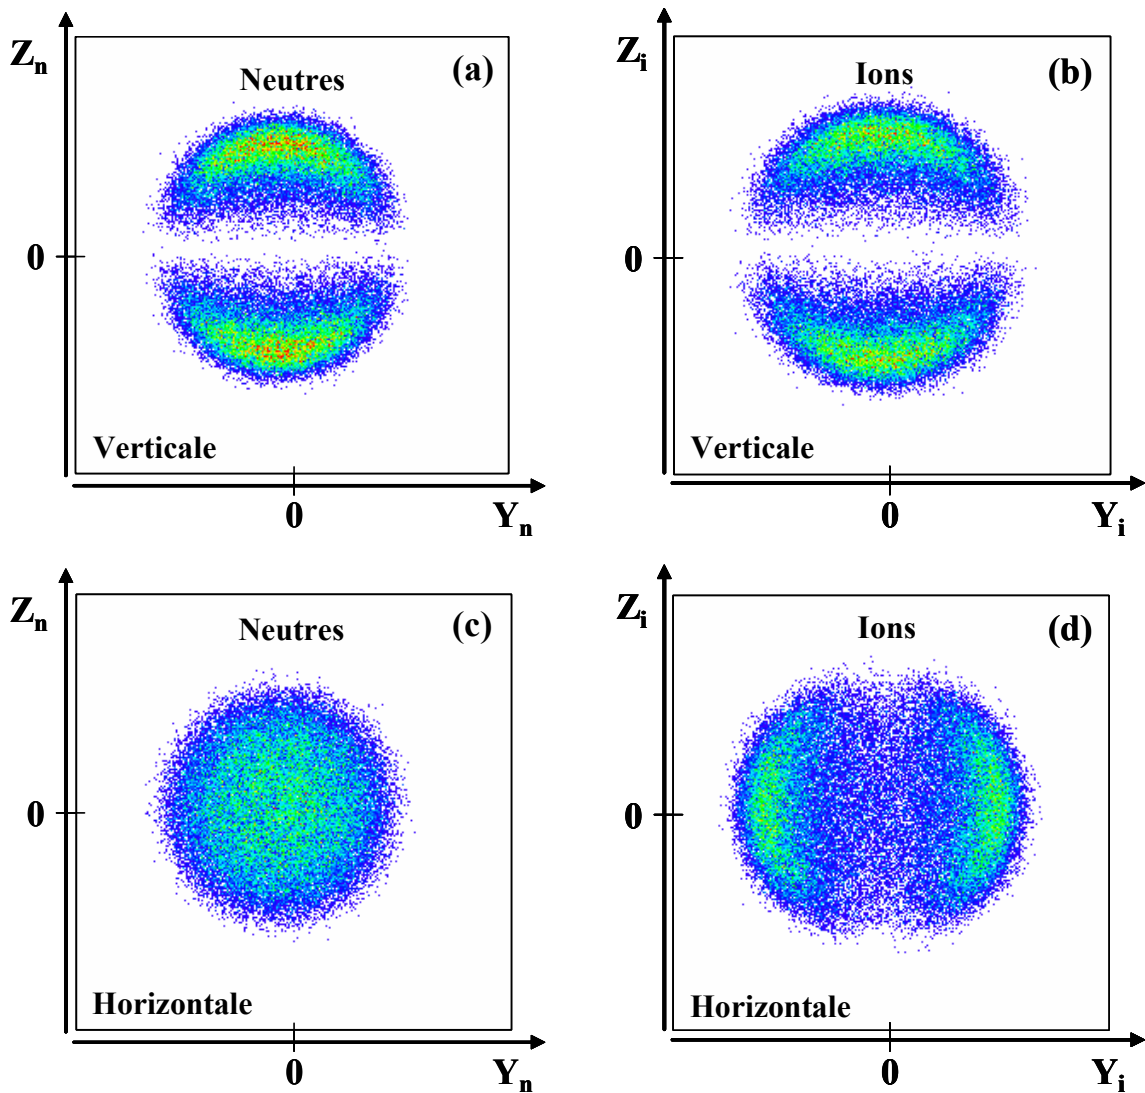 Zn
Neutres
(a)
0
Verticale
0
Yn
Zi
Ions
(b)
0
Verticale
0
Yi
Zn
Neutres
(c)
0
Horizontale
0
Yn
Zi
Ions
(d)
0
Horizontale
0
Yi